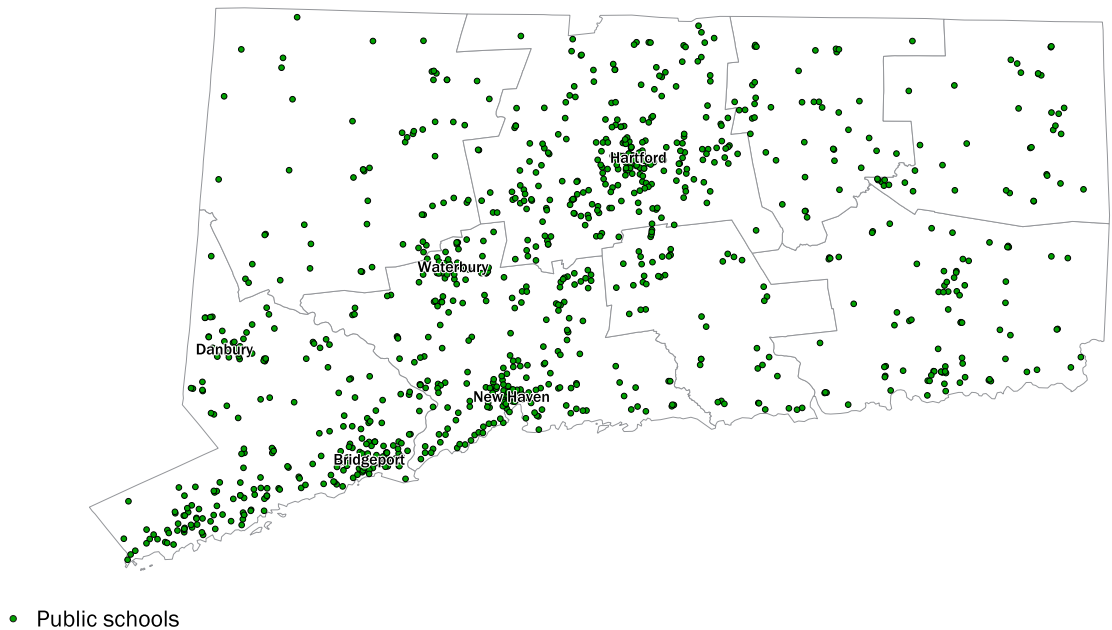 Hartford
Waterbury
Danbury
New Haven
Bridgeport
Public schools